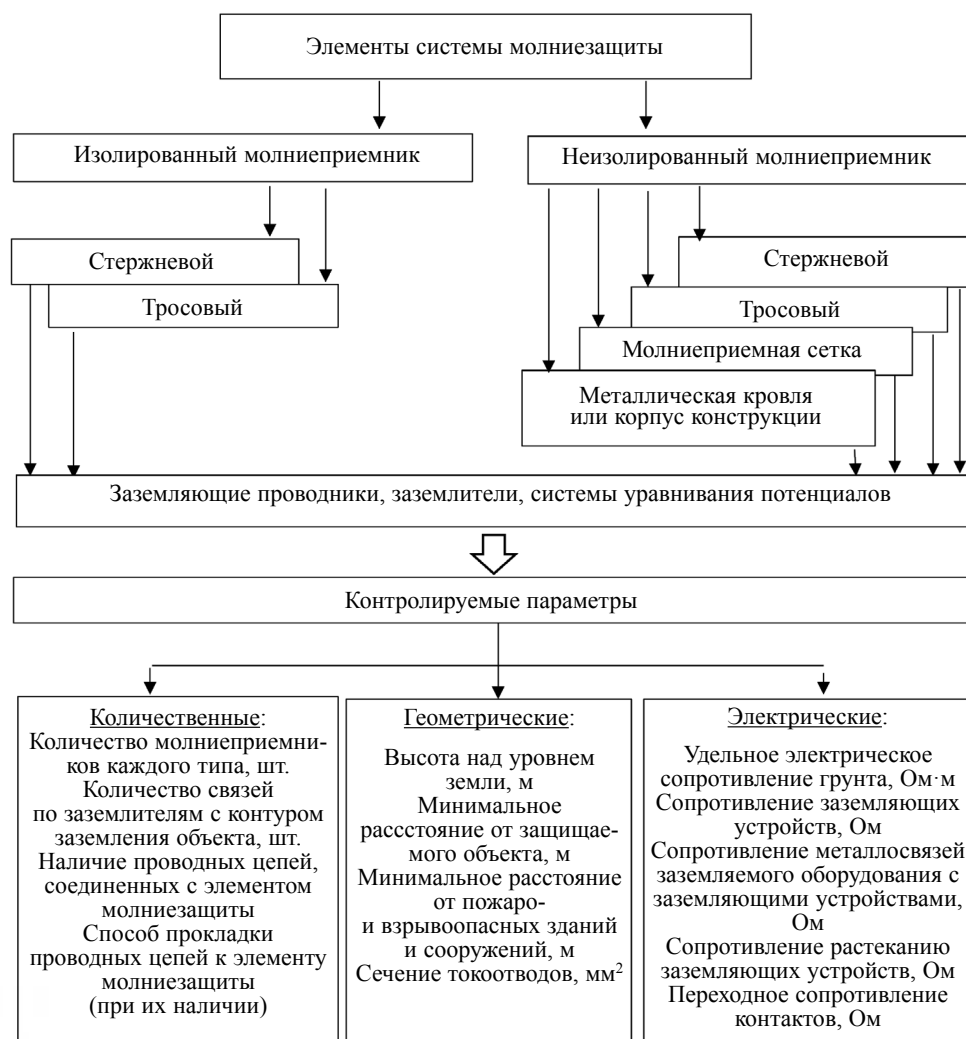 Элементы системы молниезащиты
Изолированный молниеприемник
Неизолированный молниеприемник
Стержневой
Тросовый
Стержневой
Тросовый
Молниеприемная сетка
Металлическая кровля
или корпус конструкции
Заземляющие проводники, заземлители, системы уравнивания потенциалов
Контролируемые параметры
Количественные:
Количество молниеприемни-
ков каждого типа, шт.
Количество связей
по заземлителям с контуром
заземления объекта, шт.
Наличие проводных цепей,
соединенных с элементом
молниезащиты
Способ прокладки
проводных цепей к элементу
молниезащиты
(при их наличии)
Геометрические:
Высота над уровнем
земли, м
Минимальное
рассстояние от защищае-
мого объекта, м
Минимальное расстояние
от пожаро-
и взрывоопасных зданий
и сооружений, м
Сечение токоотводов, мм²
Электрические:
Удельное электрическое
сопротивление грунта, Ом·м
Сопротивление заземляющих
устройств, Ом
Сопротивление металлосвязей
заземляемого оборудования с
заземляющими устройствами,
Ом
Сопротивление растеканию
заземляющих устройств, Ом
Переходное сопротивление
контактов, Ом